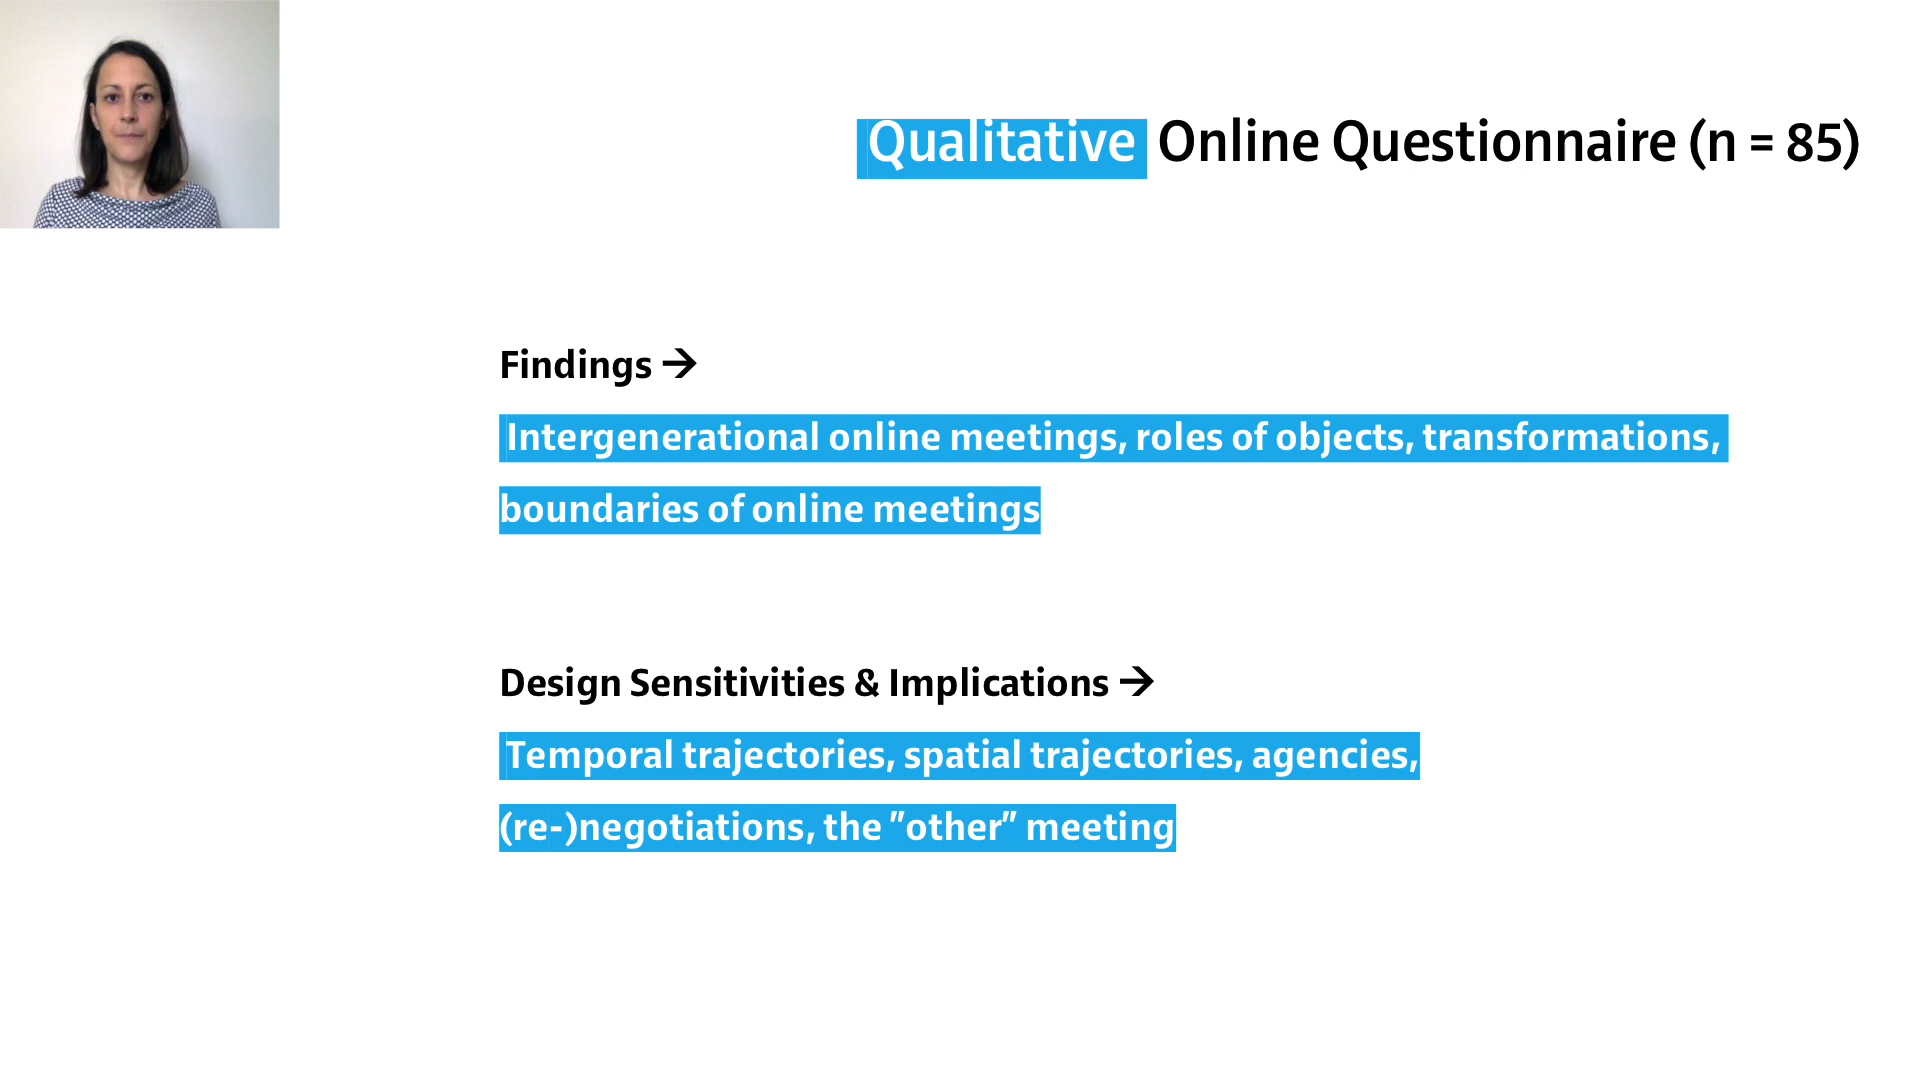 Qualitative Online Questionnaire (n = 85)
Findings →
Intergenerational online meetings, roles of objects, transformations,
boundaries of online meetings
Design Sensitivities & Implications →
Temporal trajectories, spatial trajectories, agencies,
(re-)negotiations, the "other" meeting